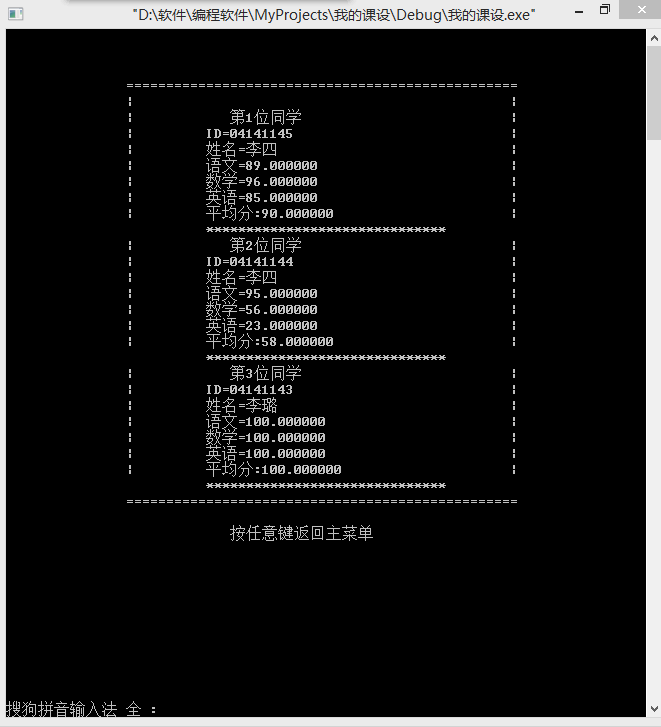 "D:\软件\编程软件\MyProjects\我的课设\Debug\我的课设.exe"
================================================
第1位同学
ID=04141145
姓名=李四
语文=89.000000
数学=96.000000
英语=85.000000
平均分:90.000000
******************************
第2位同学
ID=04141144
姓名=李四
语文=95.000000
数学=56.000000
英语=23.000000
平均分:58.000000
******************************
第3位同学
ID=04141143
姓名=李璐
语文=100.000000
数学=100.000000
英语=100.000000
平均分:100.000000
******************************
================================================
按任意键返回主菜单
搜狗拼音输入法 全 :